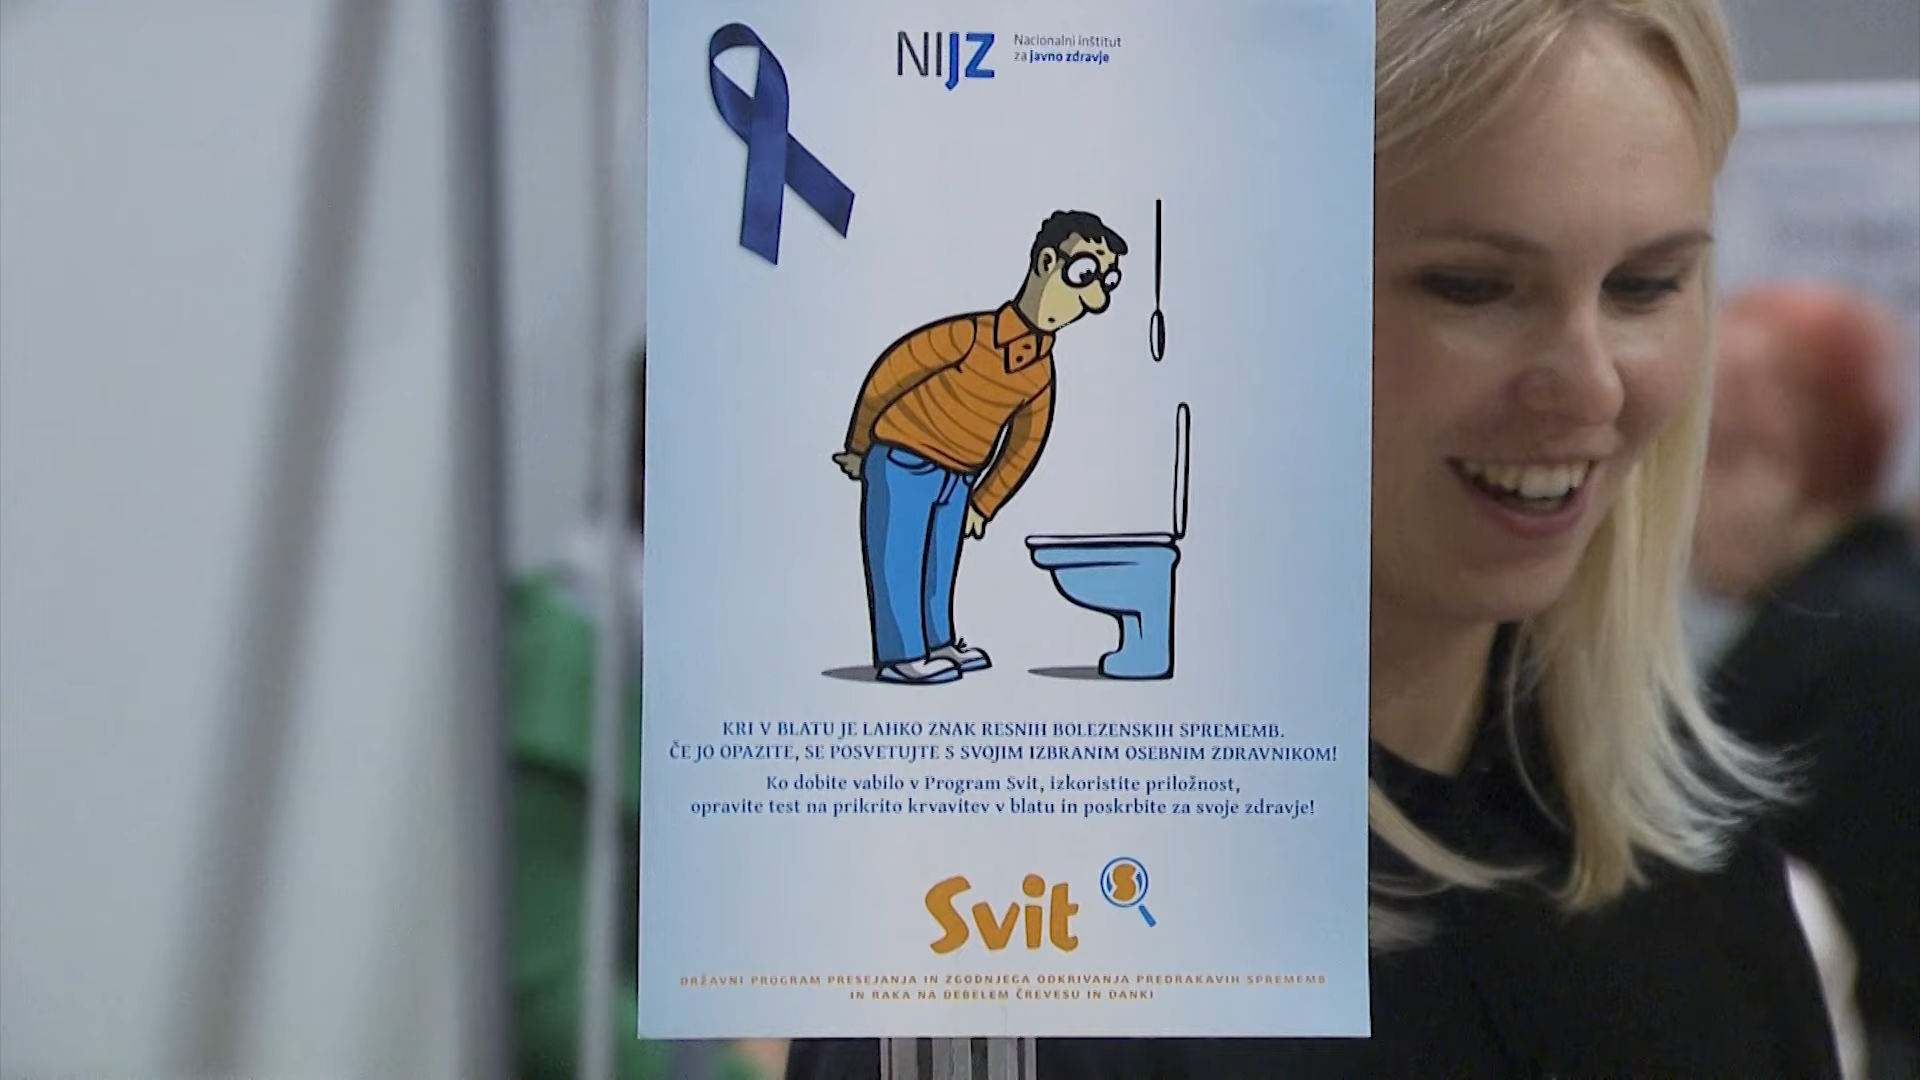 NIJZ
Nacionalni inštitut
za javno zdravje
KRI V BLATU JE LAHKO ZNAK RESNIH BOLEZENSKIH SPREMEMB.
ČE JO OPAZITE, SE POSVETUJTE S SVOJIM IZBRANIM OSEBNIM ZDRAVNIKOM!
Ko dobite vabilo v Program Svit, izkoristite priložnost,
opravite test na prikrito krvavitev v blatu in poskrbite za svoje zdravje!
Svit
S
DRŽAVNI PROGRAM PRESEJANJA IN ZGODNJEGA ODKRIVANJA PREDRAKAVIH SPREMEMB
IN RAKA NA DEBELEM ČREVESU IN DANKI